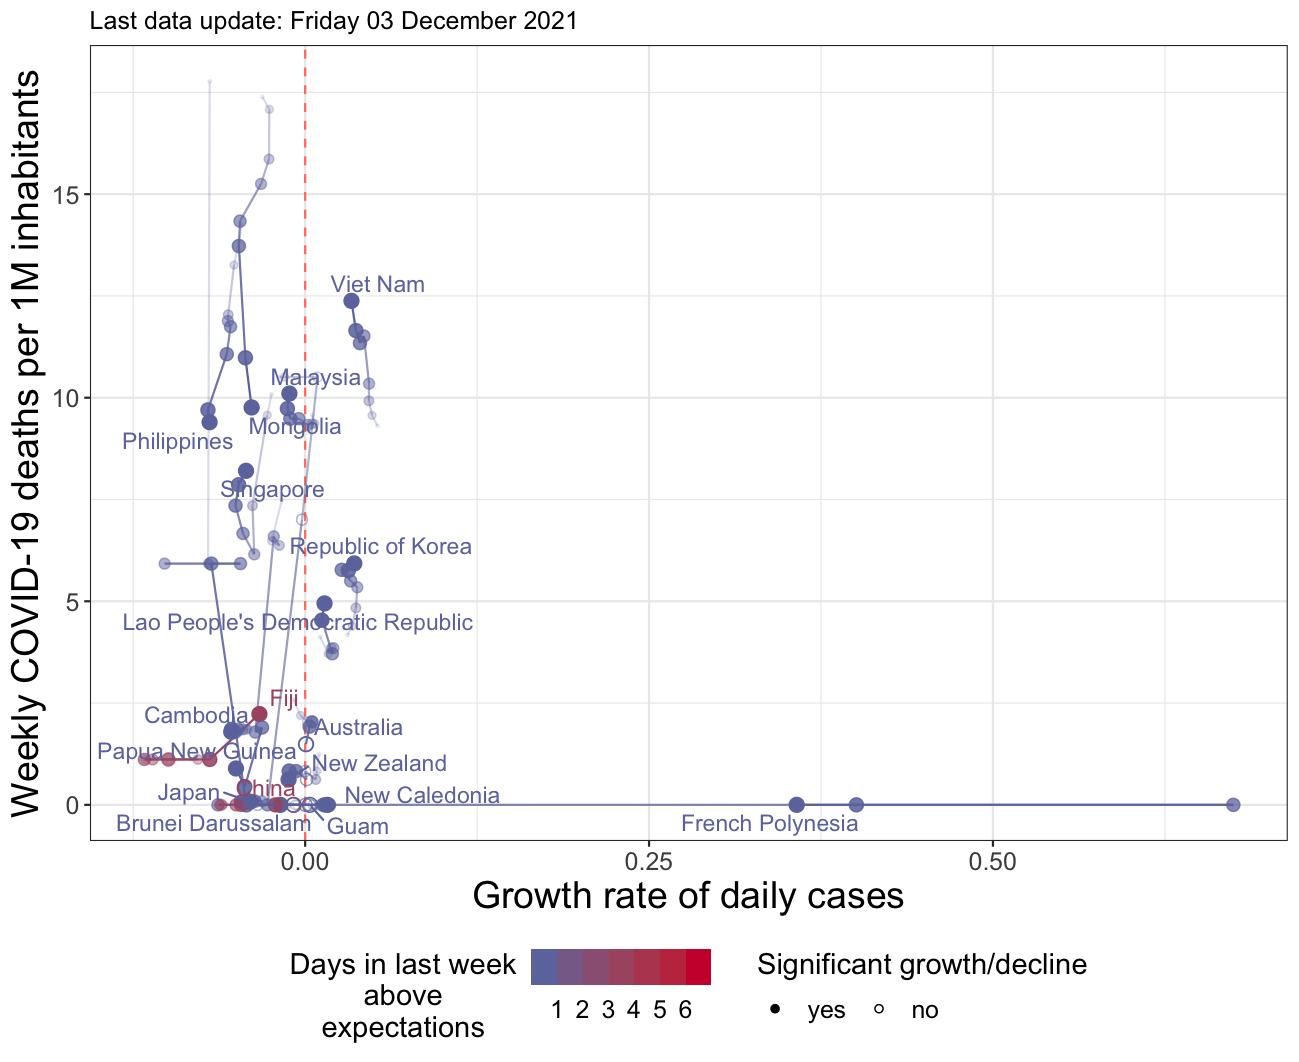 Last data update: Friday 03 December 2021
Weekly COVID-19 deaths per 1M inhabitants
15
10
5
0
Viet Nam
Malaysia
Mongolia
Philippines
Singapore
Republic of Korea
Lao People's Democratic Republic
Fiji
Cambodia
Australia
Papua New Guinea
New Zealand
China
Japan
New Caledonia
Brunei Darussalam
Guam
French Polynesia
0.00
0.25
0.50
Growth rate of daily cases
Days in last week
above
expectations
1 2 3 4 5 6
Significant growth/decline
yes
no